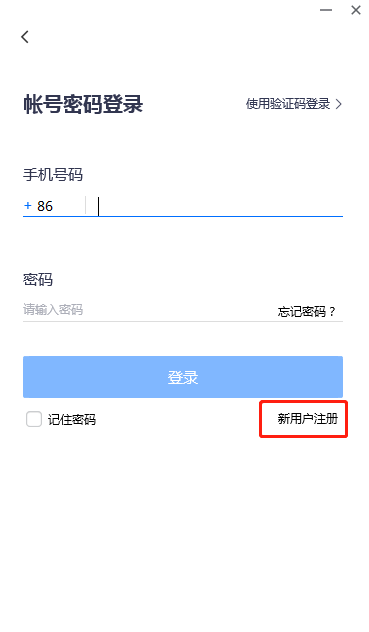 帐号密码登录
使用验证码登录 >
手机号码
+ 86
密码
请输入密码
忘记密码？
登录
记住密码
新用户注册